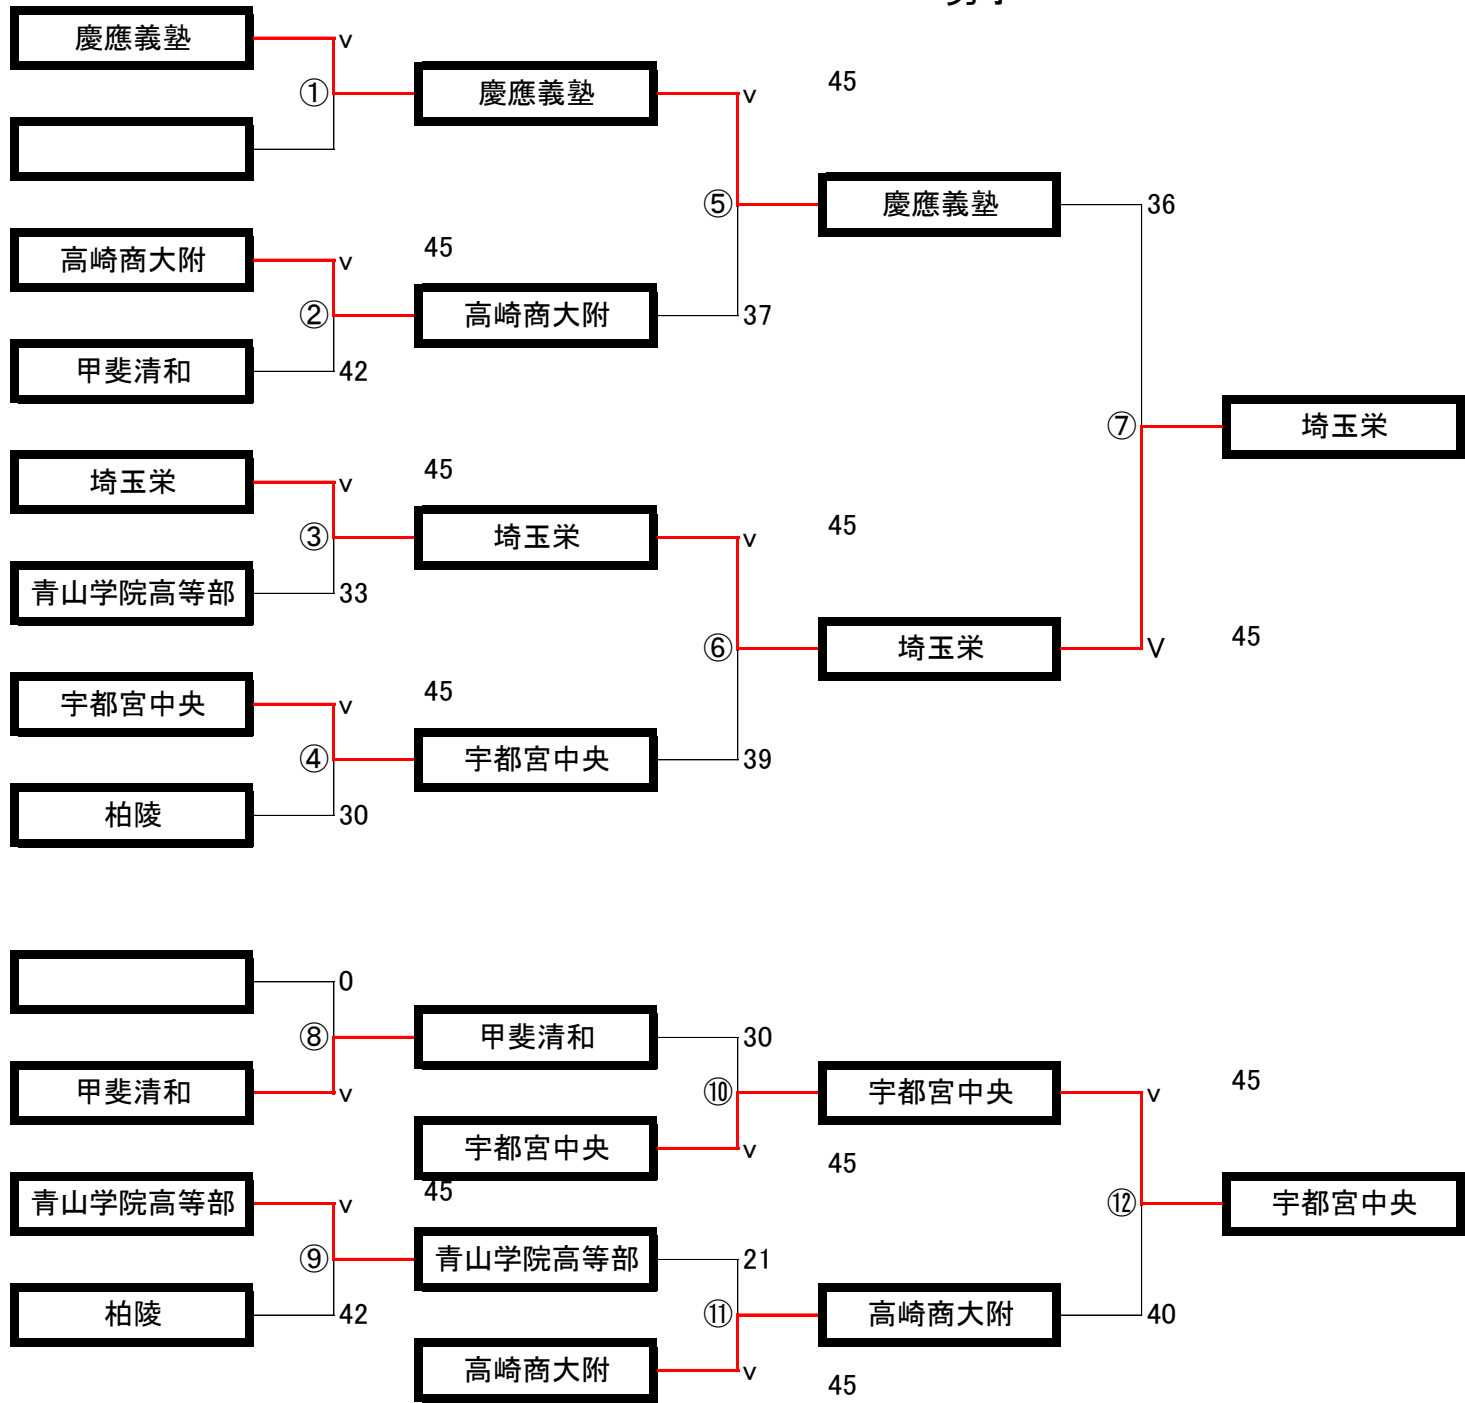 慶應義塾
v
①
慶應義塾
v
45
⑤
慶應義塾
36
高崎商大附
v
45
②
高崎商大附
37
甲斐清和
42
⑦
埼玉栄
埼玉栄
v
45
③
埼玉栄
v
45
青山学院高等部
33
⑥
埼玉栄
V
45
宇都宮中央
v
45
④
宇都宮中央
39
柏陵
30
0
⑧
甲斐清和
30
甲斐清和
v
⑩
宇都宮中央
v
45
宇都宮中央
v
45
青山学院高等部
v
45
⑫
宇都宮中央
⑨
青山学院高等部
21
柏陵
42
⑪
高崎商大附
40
高崎商大附
v
45